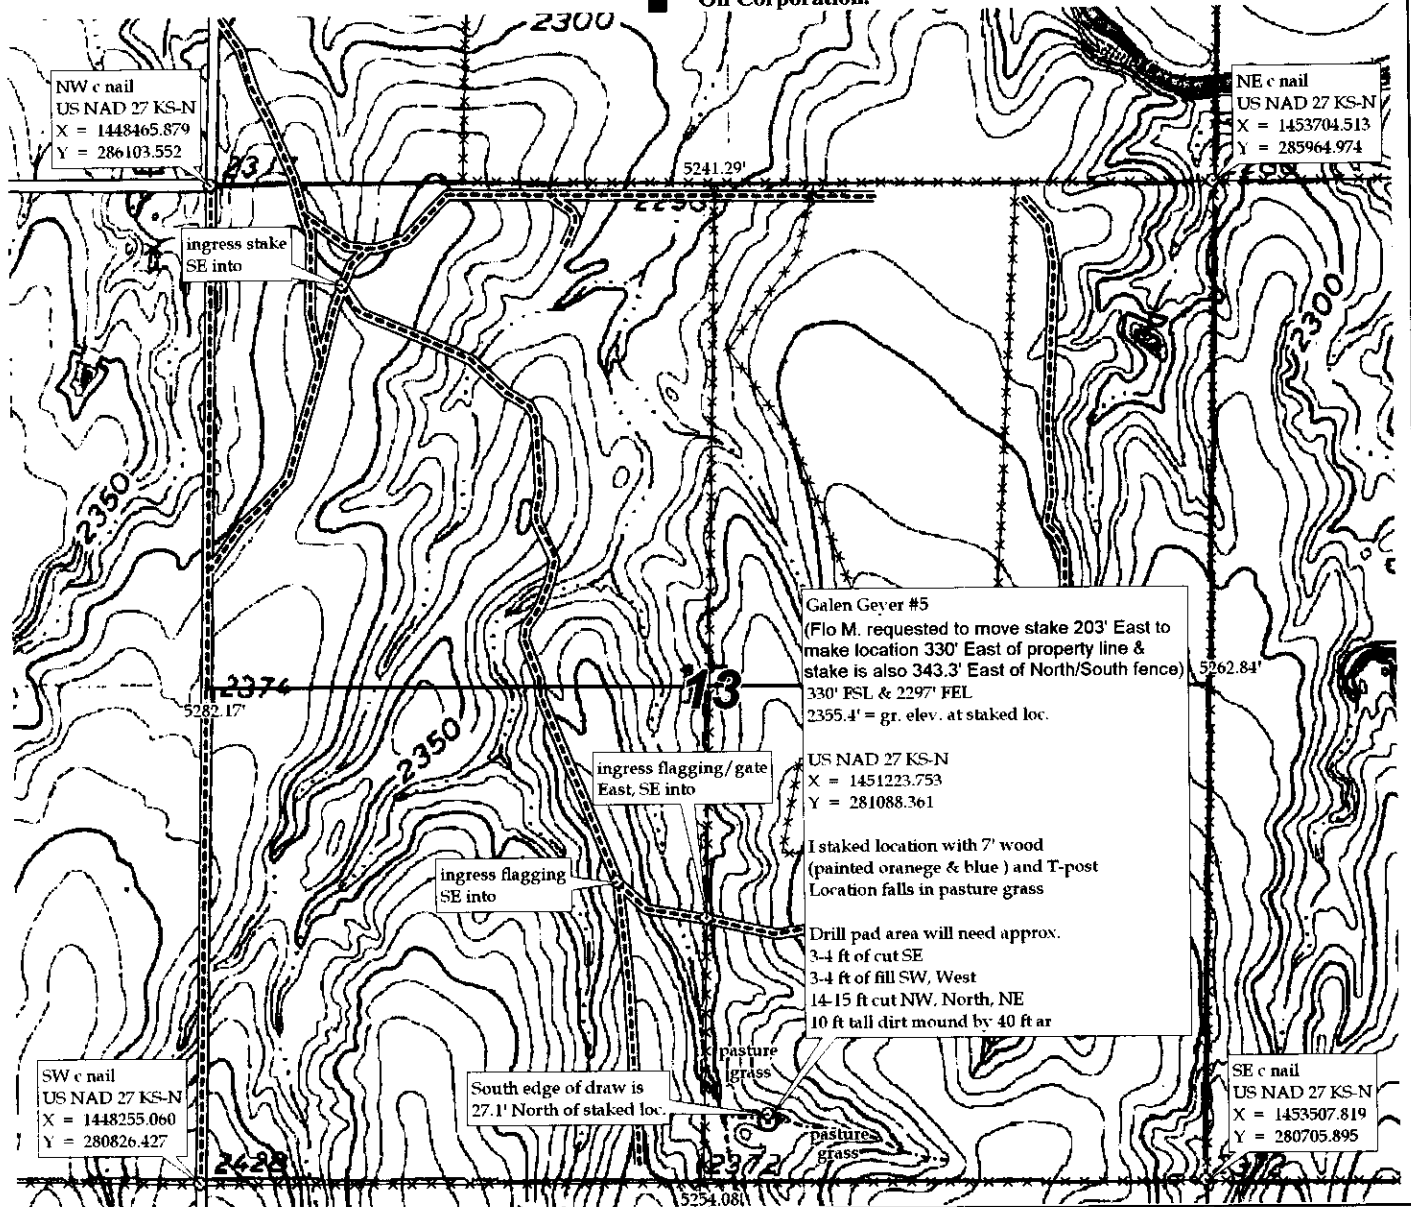 Oil Corporation.
2300
NW c nail
US NAD 27 KS-N
X = 1448465.879
Y = 286103.552
NE c nail
US NAD 27 KS-N
X = 1453704.513
Y = 285964.974
5241.29'
ingress stake
SE into
2300
2350
Galen Geyer #5
(Flo M. requested to move stake 203' East to
make location 330' East of property line &
stake is also 343.3' East of North/South fence)
330' FSL & 2297' FEL
2355.4' = gr. elev. at staked loc.
US NAD 27 KS-N
X = 1451223.753
Y = 281088.361
I staked location with 7' wood
(painted oranege & blue ) and T-post
Location falls in pasture grass
Drill pad area will need approx.
3-4 ft of cut SE
3-4 ft of fill SW, West
14-15 ft cut NW, North, NE
10 ft tall dirt mound by 40 ft ar
2374
5282.17'
13
5262.84'
2350
ingress flagging/gate
East, SE into
ingress flagging
SE into
pasture
grass
South edge of draw is
27.1' North of staked loc.
pasture
grass
SW c nail
US NAD 27 KS-N
X = 1448255.060
Y = 280826.427
SE c nail
US NAD 27 KS-N
X = 1453507.819
Y = 280705.895
2428
2372
5254.08'